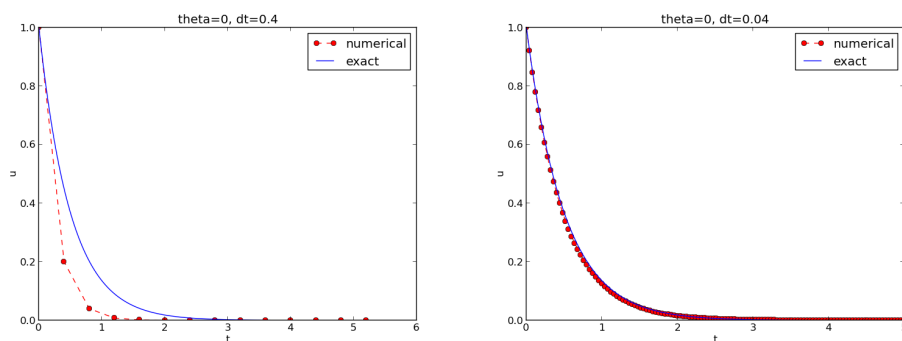 theta=0, dt=0.4
numerical
exact
1.0
0.8
0.6
0.4
0.2
0.0
u
0 1 2 3 4 5 6
t
theta=0, dt=0.04
numerical
exact
1.0
0.8
0.6
0.4
0.2
0.0
u
0 1 2 3 4
t